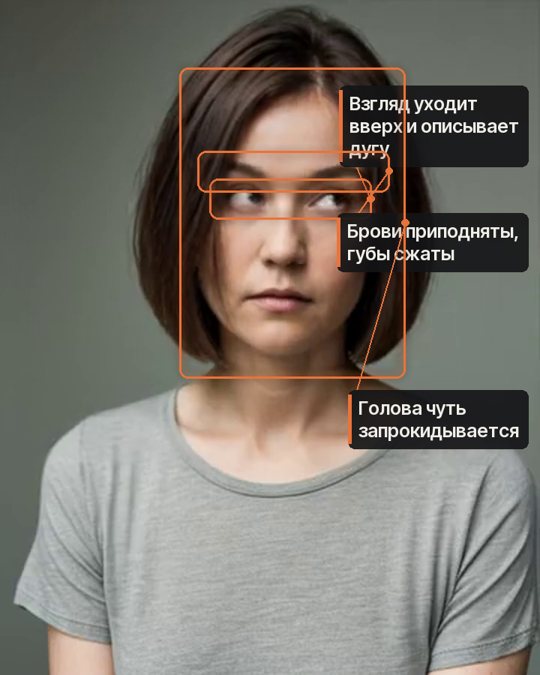 Взгляд уходит
вверх и описывает
дугу
Брови приподняты,
губы сжаты
Голова чуть
запрокидывается